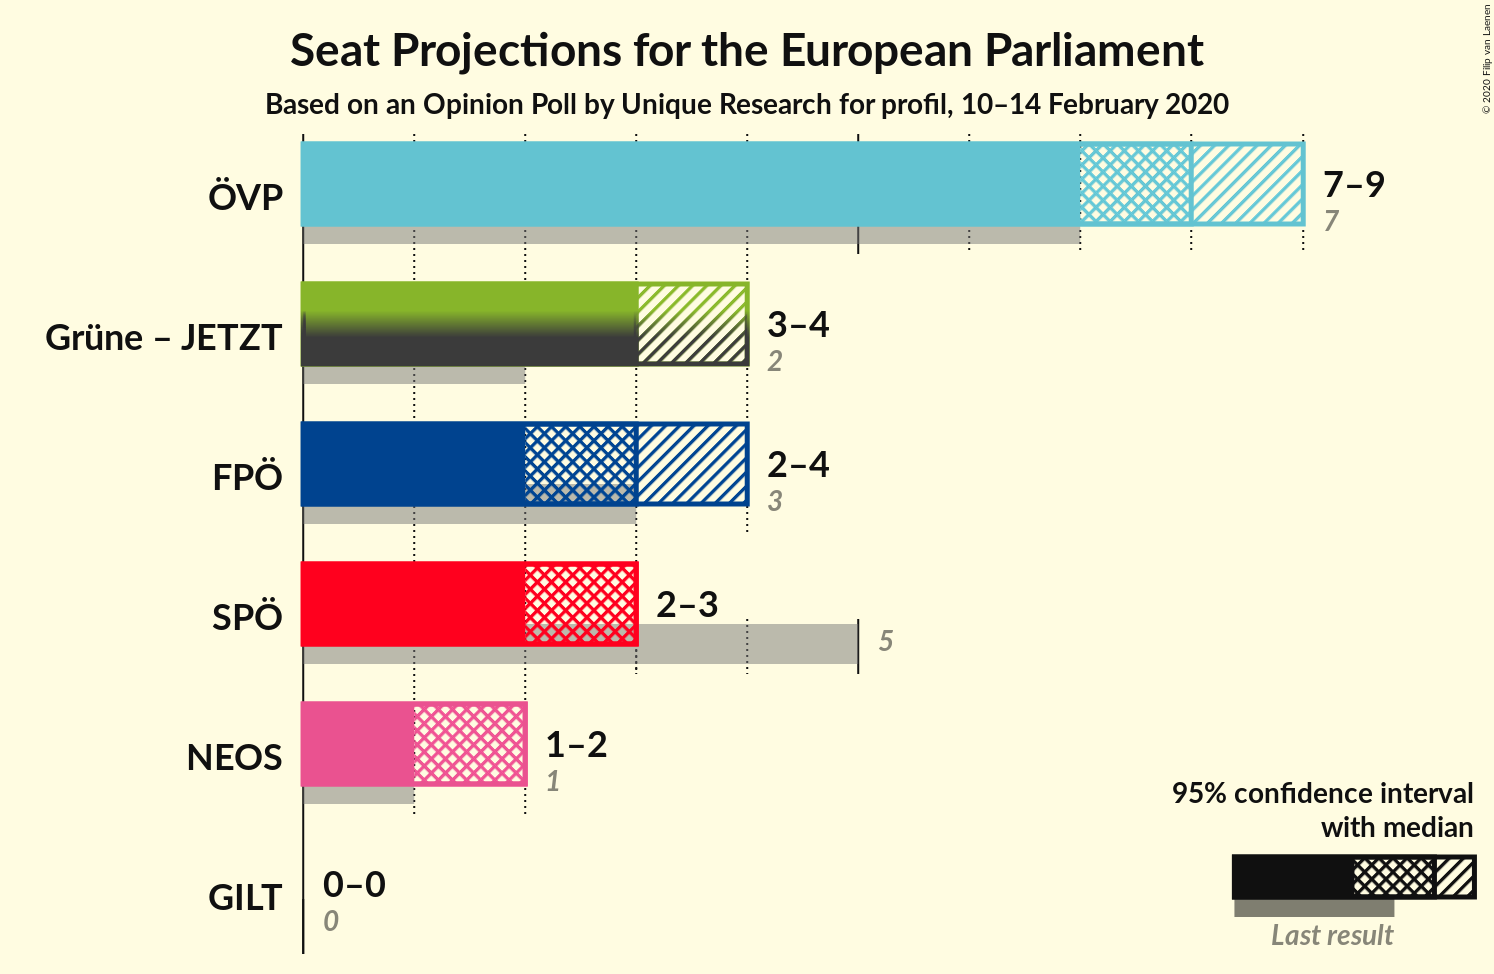 Seat Projections for the European Parliament
Based on an Opinion Poll by Unique Research for profil, 10–14 February 2020
© 2020 Filip van Laenen
ÖVP
7–9
7
Grüne – JETZT
3–4
2
FPÖ
2–4
3
SPÖ
2–3
5
NEOS
1–2
1
GILT
0–0
0
95% confidence interval
with median
Last result